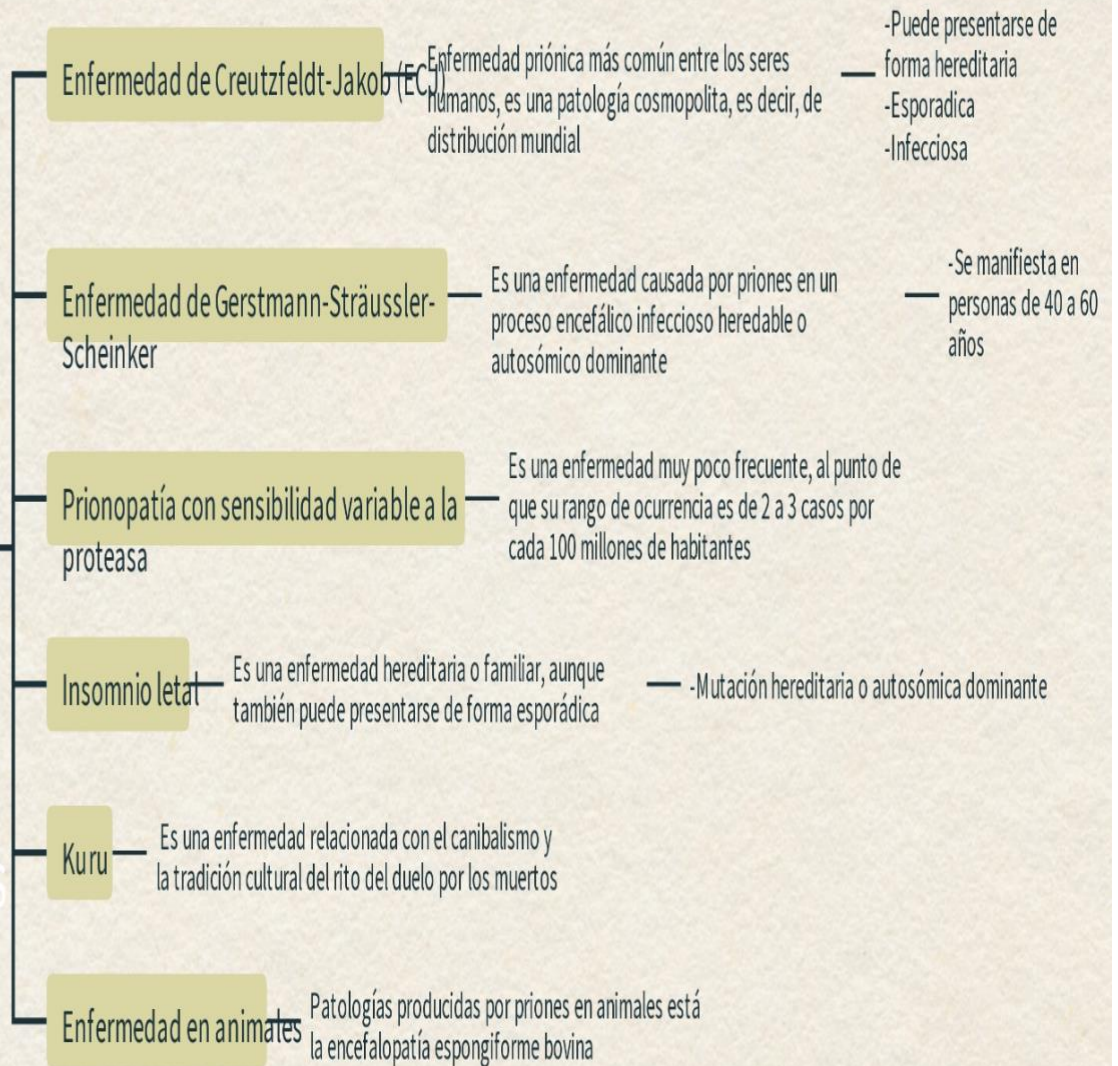 Enfermedad de Creutzfeldt-Jakob (ECJ)
Enfermedad priónica más común entre los seres
humanos, es una patología cosmopolita, es decir, de
distribución mundial
-Puede presentarse de
forma hereditaria
-Esporadica
-Infecciosa
Enfermedad de Gerstmann-Sträussler-
Scheinker
Es una enfermedad causada por priones en un
proceso encefálico infeccioso heredable o
autosómico dominante
-Se manifiesta en
personas de 40 a 60
años
Prionopatía con sensibilidad variable a la
proteasa
Es una enfermedad muy poco frecuente, al punto de
que su rango de ocurrencia es de 2 a 3 casos por
cada 100 millones de habitantes
Insomnio letal
Es una enfermedad hereditaria o familiar, aunque
también puede presentarse de forma esporádica
-Mutación hereditaria o autosómica dominante
Kuru
Es una enfermedad relacionada con el canibalismo y
la tradición cultural del rito del duelo por los muertos
Enfermedad en animales
Patologías producidas por priones en animales está
la encefalopatía espongiforme bovina